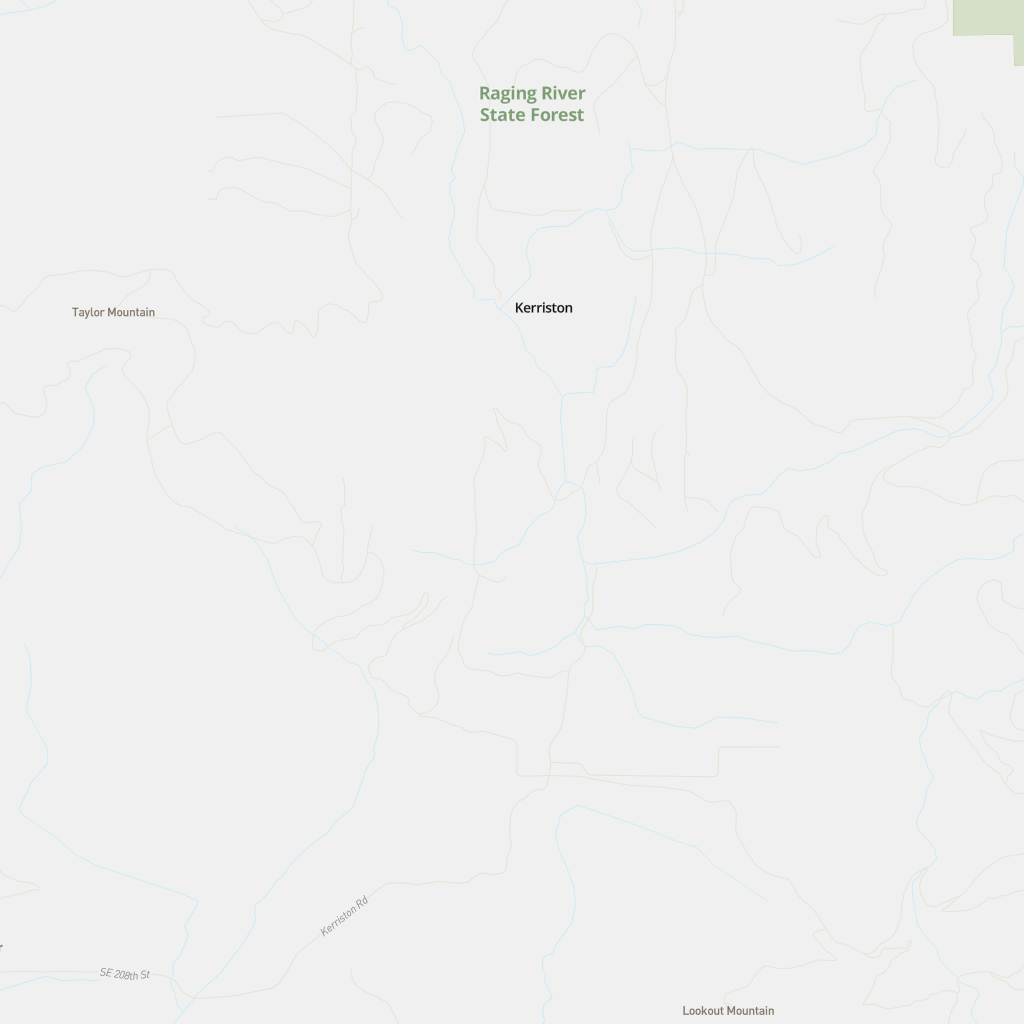 Raging River
State Forest
Kerriston
Taylor Mountain
Kerriston Rd
SE 208th St
Lookout Mountain